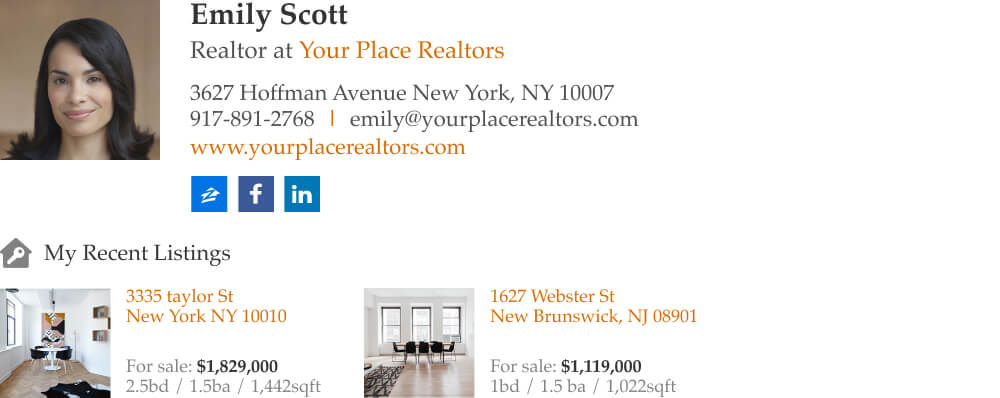 Emily Scott
Realtor at Your Place Realtors
3627 Hoffman Avenue New York, NY 10007
917-891-2768 | emily@yourplacerealtors.com
www.yourplacerealtors.com
f in
My Recent Listings
3335 taylor St
New York NY 10010
For sale: $1,829,000
2.5bd / 1.5ba / 1,442sqft
1627 Webster St
New Brunswick, NJ 08901
For sale: $1,119,000
1bd / 1.5 ba / 1,022sqft